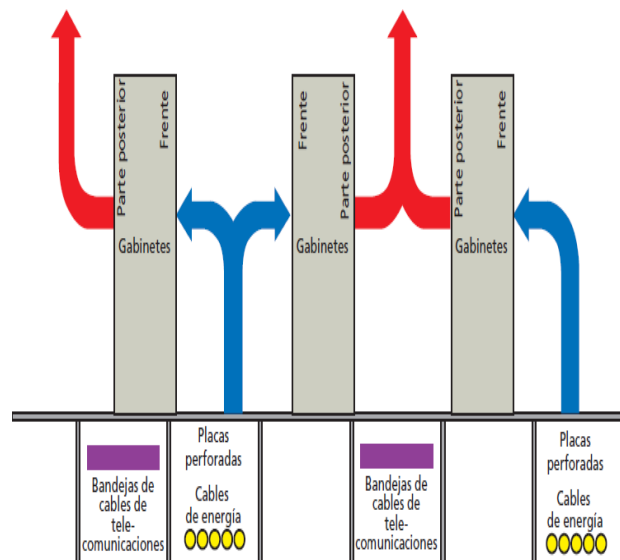 Parte posterior
Frente
Gabinetes
Frente
Parte posterior
Gabinetes
Parte posterior
Frente
Gabinetes
Bandejas de
cables de
tele-
comunicaciones
Placas
perforadas
Cables
de energía
Bandejas de
cables de
tele-
comunicaciones
Placas
perforadas
Cables
de energía